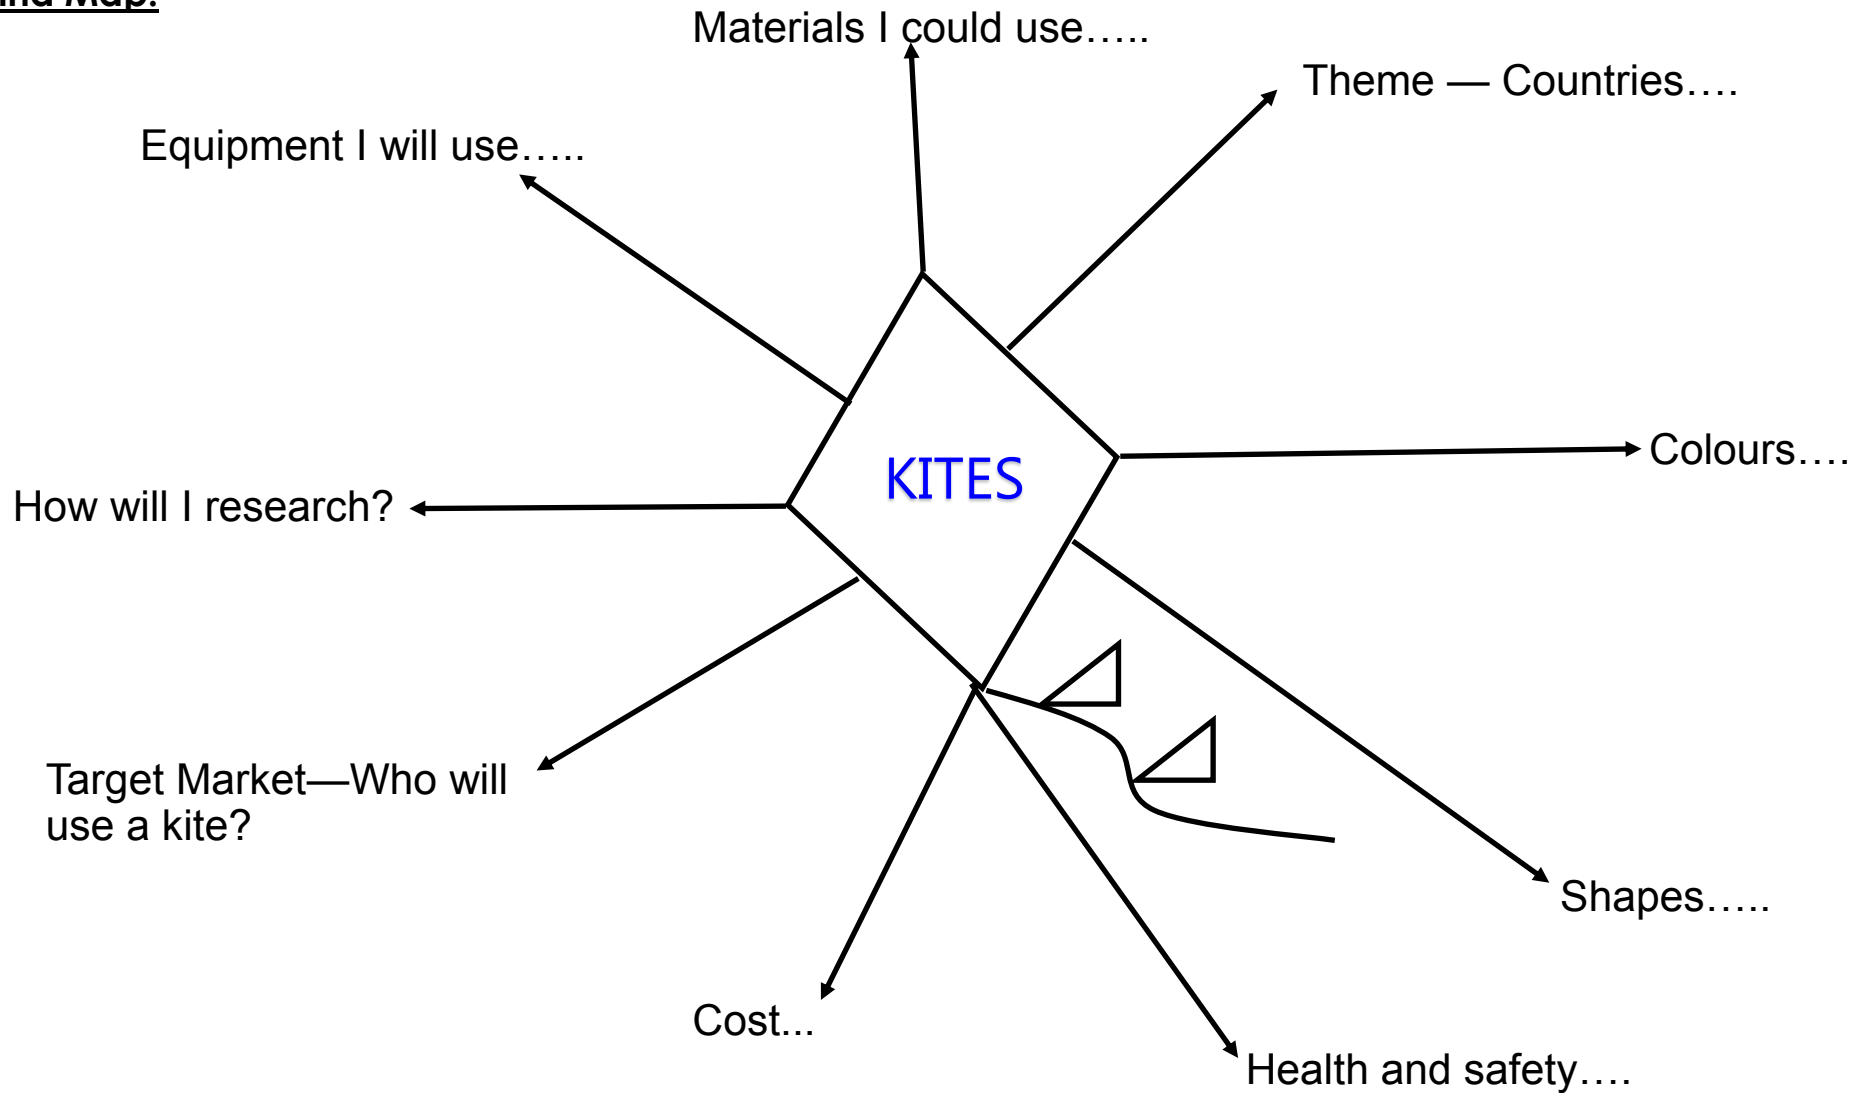 Map:
Materials I could use…..
Theme — Countries….
Equipment I will use…..
Colours….
KITES
How will I research?
Target Market—Who will
use a kite?
Shapes…..
Cost...
Health and safety….